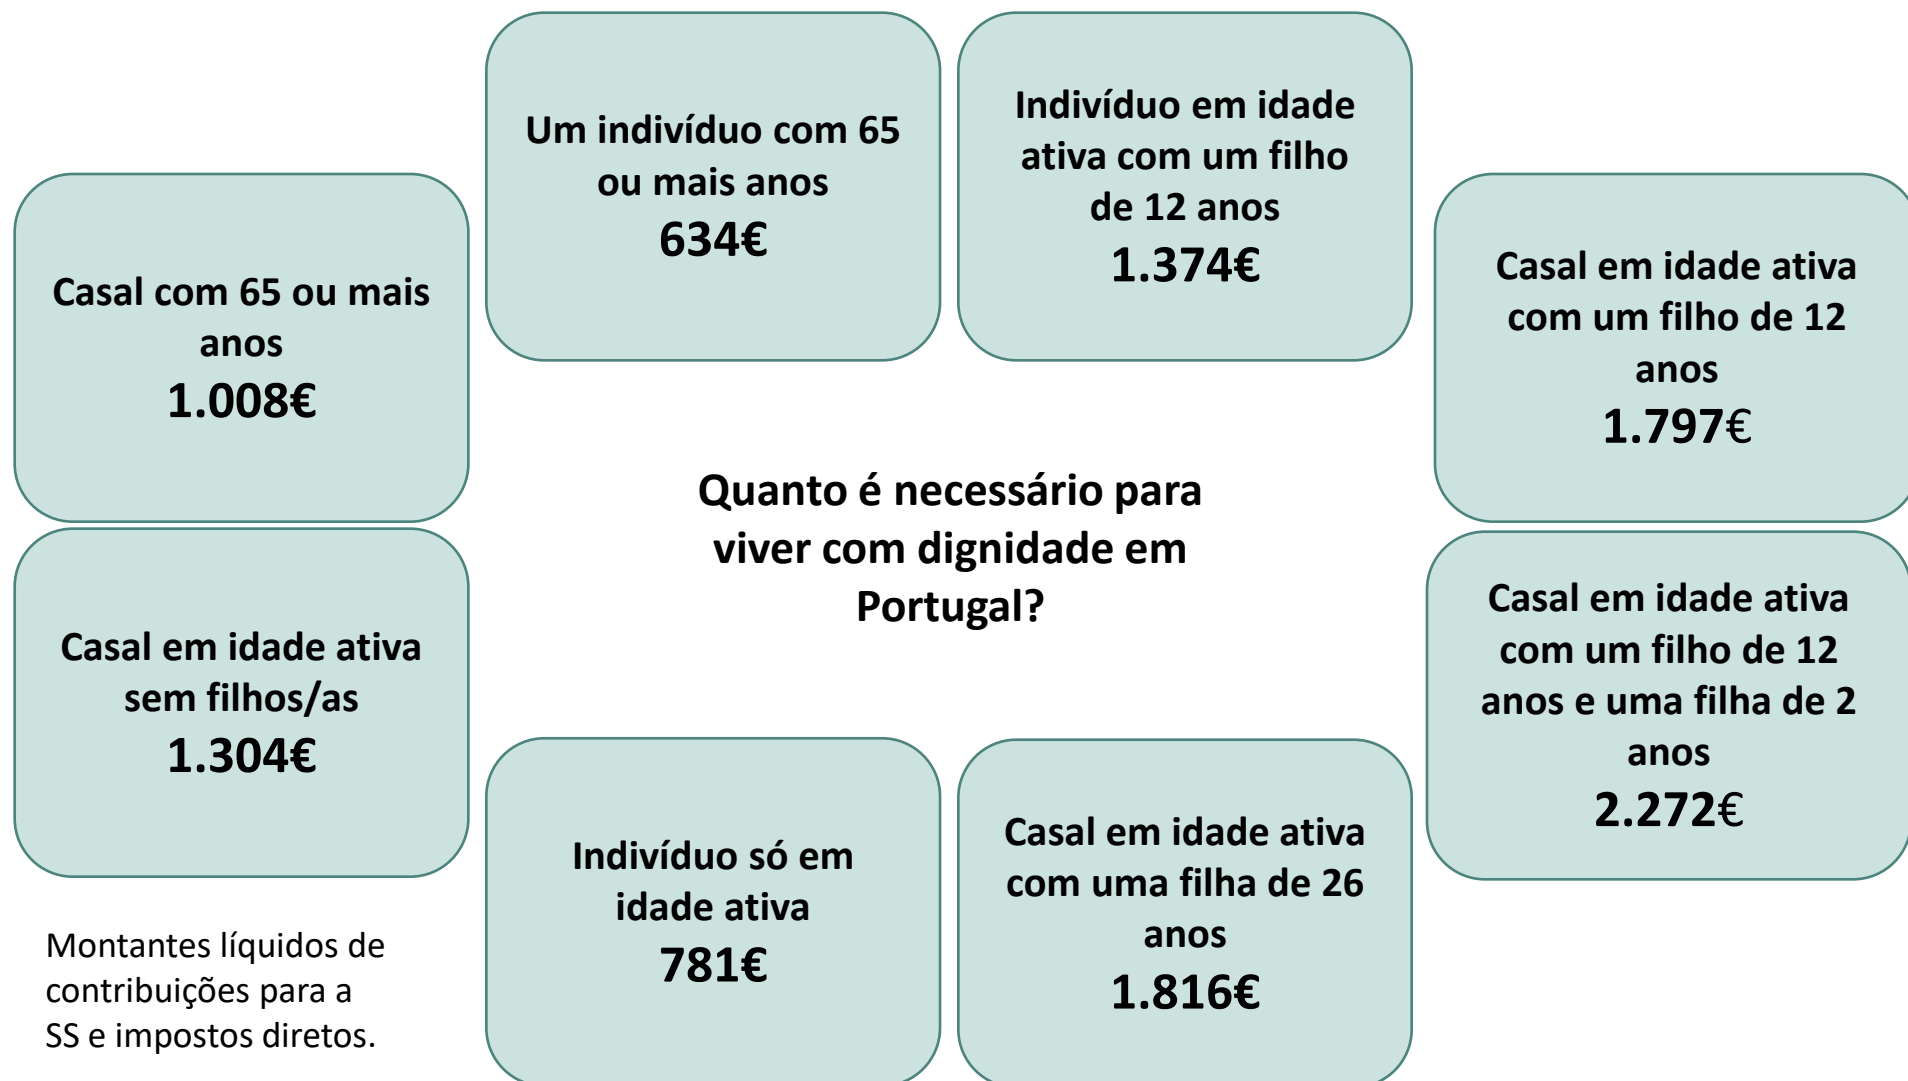 Um indivíduo com 65
ou mais anos
634€
Indivíduo em idade
ativa com um filho
de 12 anos
1.374€
Casal com 65 ou mais
anos
1.008€
Casal em idade ativa
com um filho de 12
anos
1.797€
Quanto é necessário para
viver com dignidade em
Portugal?
Casal em idade ativa
sem filhos/as
1.304€
Casal em idade ativa
com um filho de 12
anos e uma filha de 2
anos
2.272€
Indivíduo só em
idade ativa
781€
Casal em idade ativa
com uma filha de 26
anos
1.816€
Montantes líquidos de
contribuições para a
SS e impostos diretos.